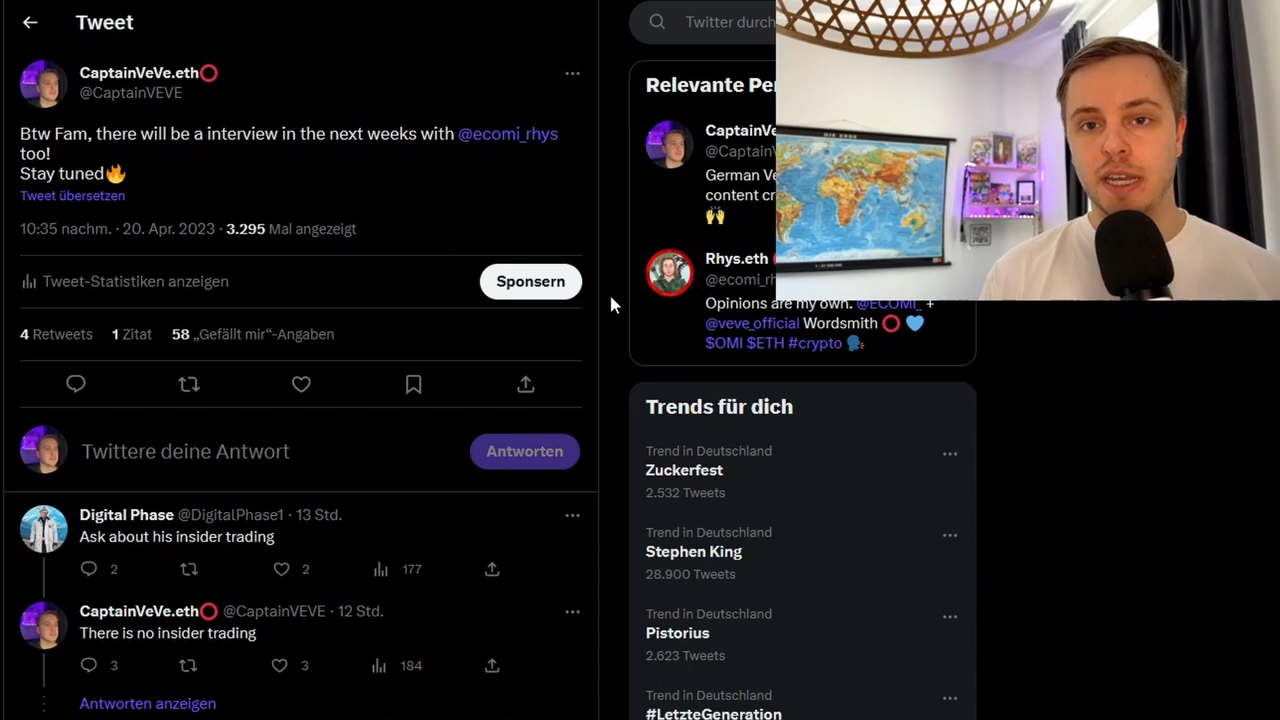 Tweet
CaptainVeVe.eth⭕
@CaptainVEVE
Btw Fam, there will be a interview in the next weeks with @ecomi_rhys
too!
Stay tuned🔥
Tweet übersetzen
10:35 nachm. · 20. Apr. 2023 · 3.295 Mal angezeigt
Tweet-Statistiken anzeigen
Sponsern
4 Retweets 1 Zitat 58 „Gefällt mir“-Angaben
Twittere deine Antwort
Antworten
Digital Phase @DigitalPhase1 · 13 Std.
Ask about his insider trading
2 2 177
CaptainVeVe.eth⭕ @CaptainVEVE · 12 Std.
There is no insider trading
3 3 184
Antworten anzeigen
Twitter durch
Relevante Pe
CaptainVe
@Captain
German Ve
content cr
🙌
Rhys.eth
@ecomi_rh
Opinions are my own. @ECOMI_ +
@veve_official Wordsmith ⭕ 💙
$OMI $ETH #crypto 🗣️
Trends für dich
Trend in Deutschland
Zuckerfest
2.532 Tweets
Trend in Deutschland
Stephen King
28.900 Tweets
Trend in Deutschland
Pistorius
2.623 Tweets
Trend in Deutschland
#LetzteGeneration
DIE ERDE